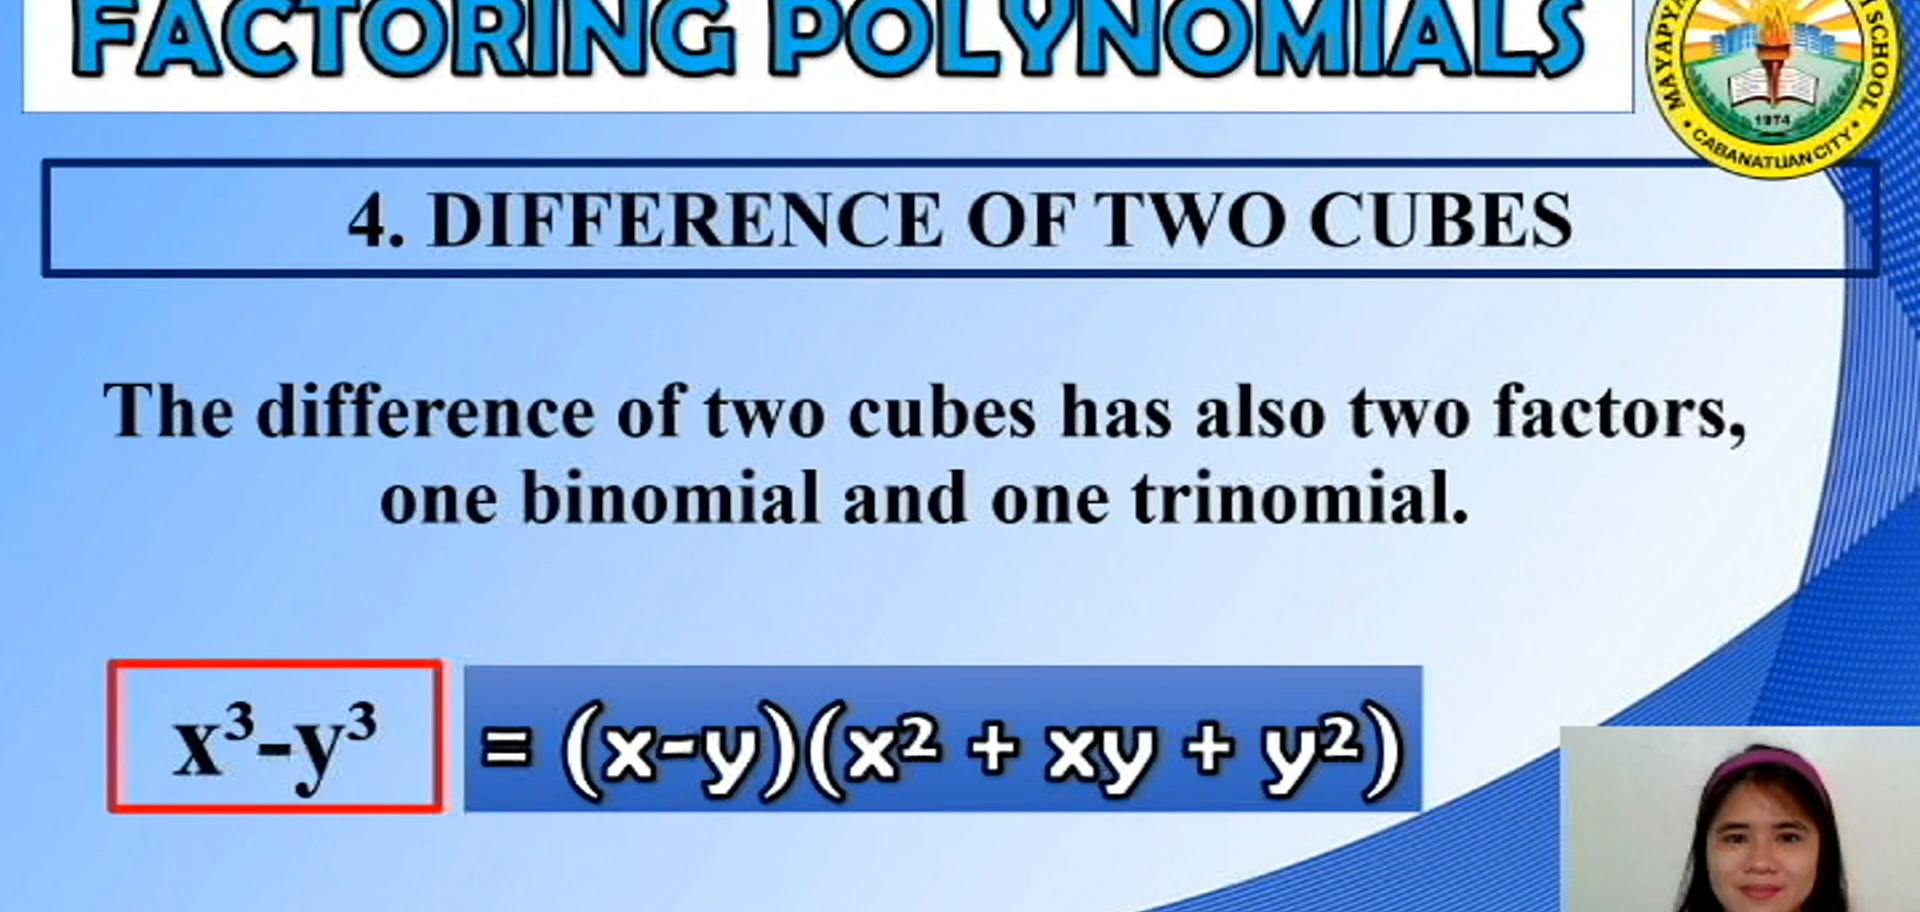 FACTORING POLYNOMIALS
MAYAPYA
H SCHOOL
1974
• CABANATUAN CITY •
4. DIFFERENCE OF TWO CUBES
The difference of two cubes has also two factors,
one binomial and one trinomial.
x³-y³ = (x-y)(x² + xy + y²)